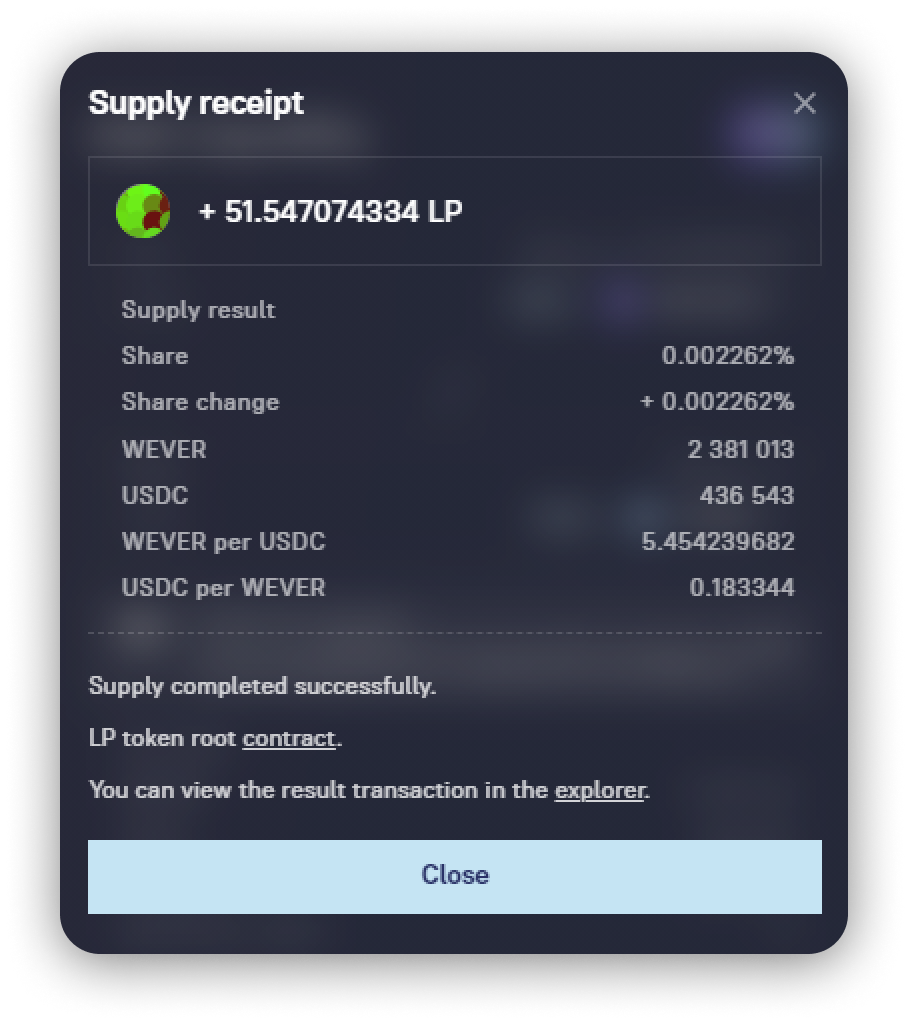 Supply receipt
+ 51.547074334 LP
Supply result
Share 0.002262%
Share change + 0.002262%
WEVER 2 381 013
USDC 436 543
WEVER per USDC 5.454239682
USDC per WEVER 0.183344
Supply completed successfully.
LP token root contract.
You can view the result transaction in the explorer.
Close